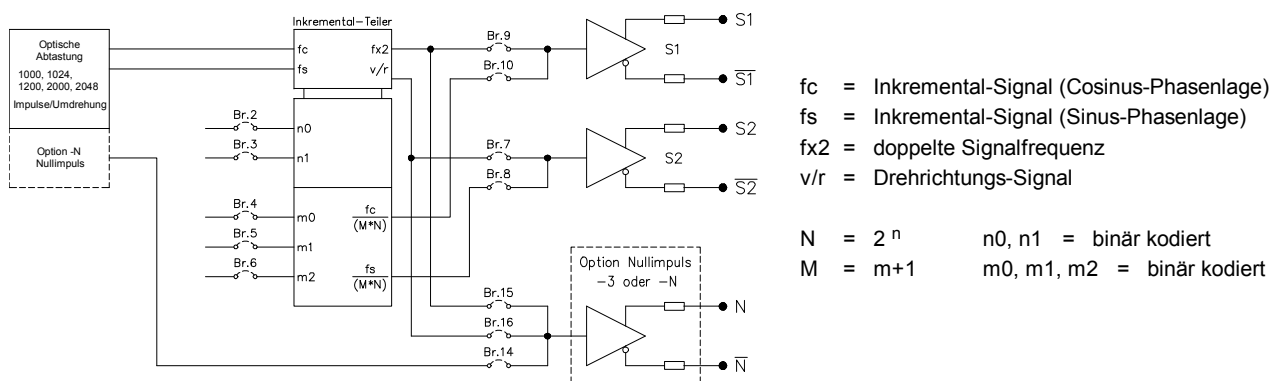 Optische
Abtastung
1000, 1024,
1200, 2000, 2048
Impulse/Umdrehung
Option -N
Nullimpuls
Inkremental-Teiler
fc
fs
fx2
v/r
Br.2
n0
Br.3
n1
Br.4
m0
Br.5
m1
Br.6
m2
fc
(M*N)
fs
(M*N)
Br.9
Br.10
Br.7
Br.8
Br.15
Br.16
Br.14
S1
S1
S1
S2
S2
S2
Option Nullimpuls
-3 oder -N
N
N
fc = Inkremental-Signal (Cosinus-Phasenlage)
fs = Inkremental-Signal (Sinus-Phasenlage)
fx2 = doppelte Signalfrequenz
v/r = Drehrichtungs-Signal
N = 2 n n0, n1 = binär kodiert
M = m+1 m0, m1, m2 = binär kodiert